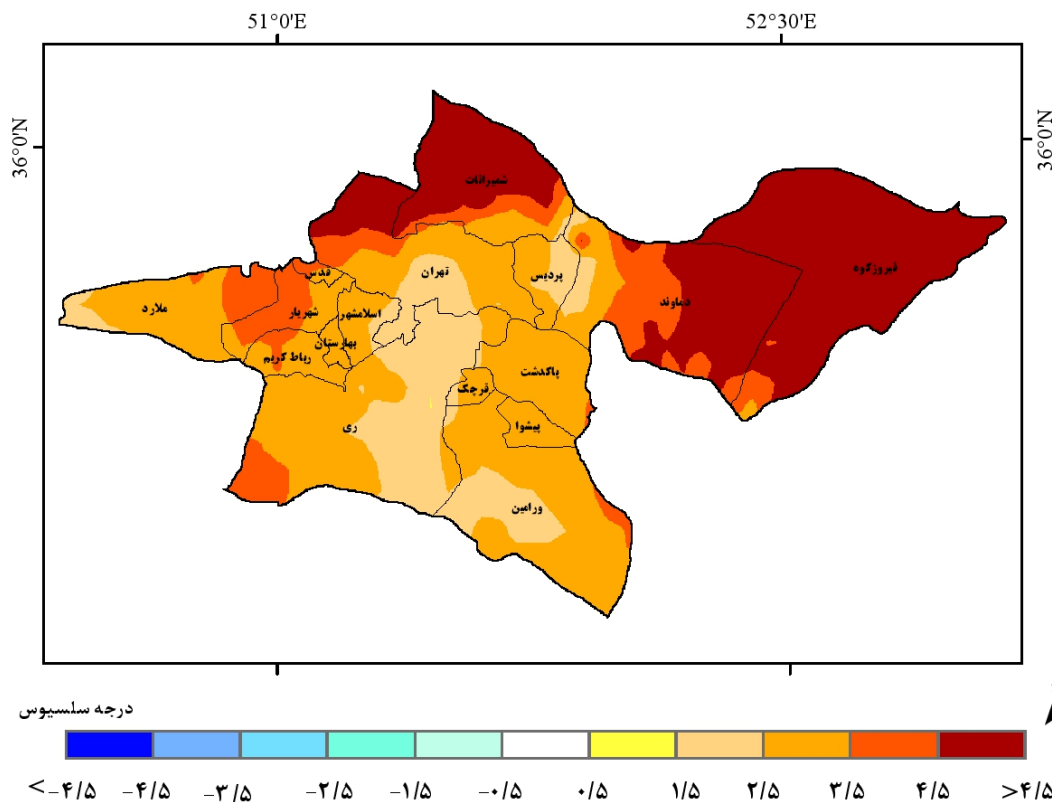 51°0'E 52°30'E
36°0'N 36°0'N
شمیرانات
فیروزکوه
تهران
پردیس
قدس
دماوند
ملارد
شهریار
اسلامشهر
بهارستان
رباط کریم
پاکدشت
قرچک
پیشوا
ری
ورامین
درجه سلسیوس
<-۴/۵ -۴/۵ -۳/۵ -۲/۵ -۱/۵ -۰/۵ ۰/۵ ۱/۵ ۲/۵ ۳/۵ ۴/۵ >۴/۵